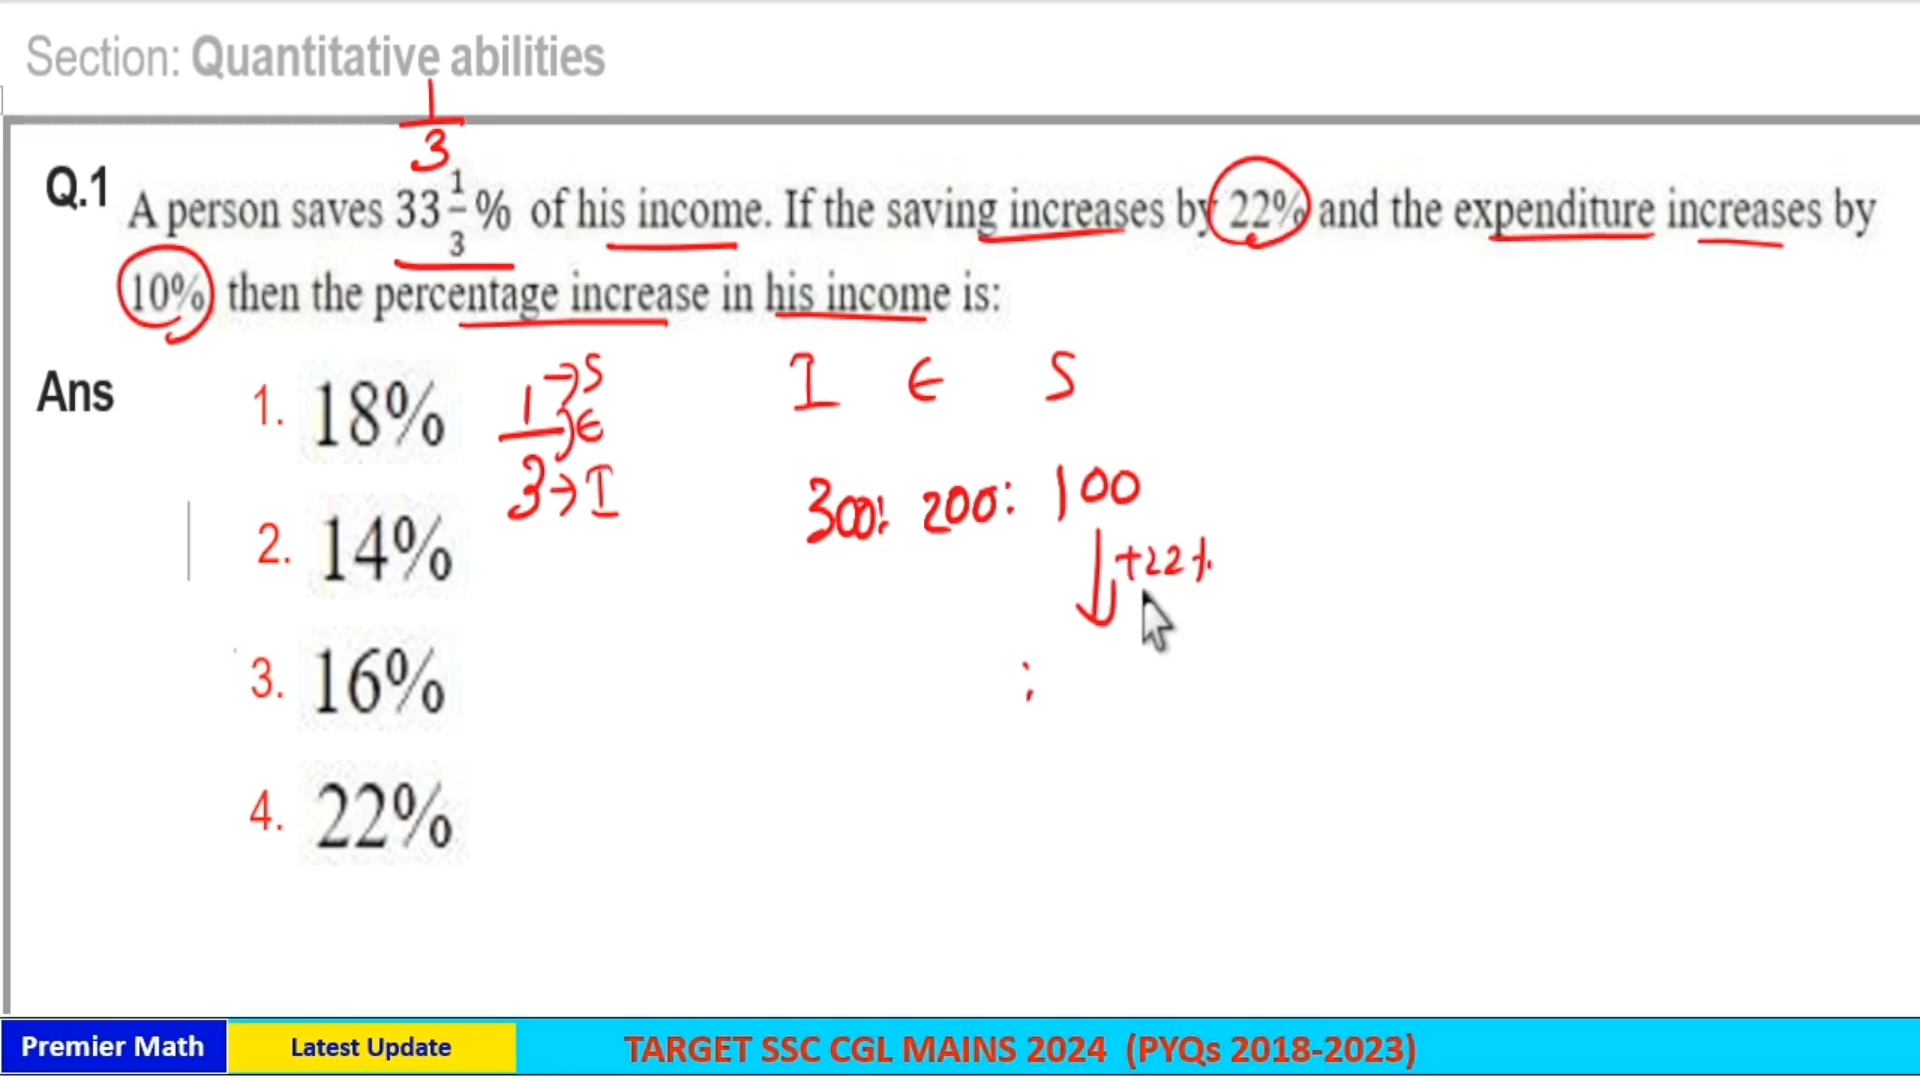 Section: Quantitative abilities
1
3
Q.1 A person saves 33 1/3 % of his income. If the saving increases by 22% and the expenditure increases by
10% then the percentage increase in his income is:
Ans
1. 18%
2. 14%
3. 16%
4. 22%
1 → S
→ E
3 → I
I E S
300: 200: 100
↓ +22%
:
Premier Math Latest Update TARGET SSC CGL MAINS 2024 (PYQs 2018-2023)